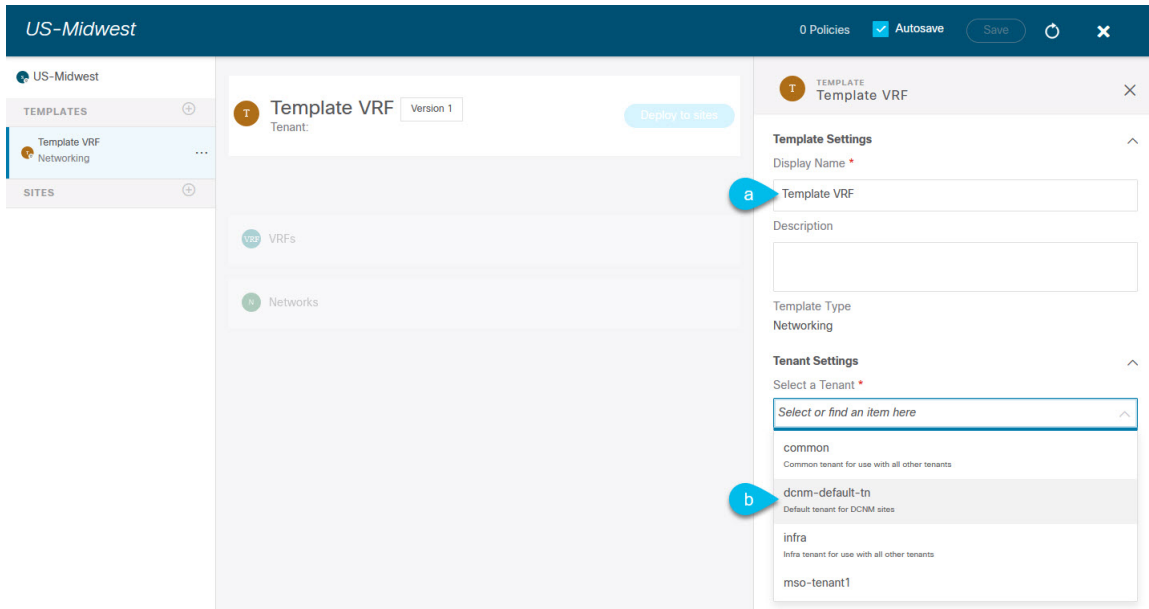 US-Midwest
0 Policies
Autosave
Save
US-Midwest
TEMPLATES
Template VRF
Networking
SITES
T
Template VRF
Version 1
Tenant:
Deploy to sites
VRF
VRFs
N
Networks
T
TEMPLATE
Template VRF
Template Settings
Display Name *
a
Template VRF
Description
Template Type
Networking
Tenant Settings
Select a Tenant *
Select or find an item here
common
Common tenant for use with all other tenants
b
dcnm-default-tn
Default tenant for DCNM sites
infra
Infra tenant for use with all other tenants
mso-tenant1